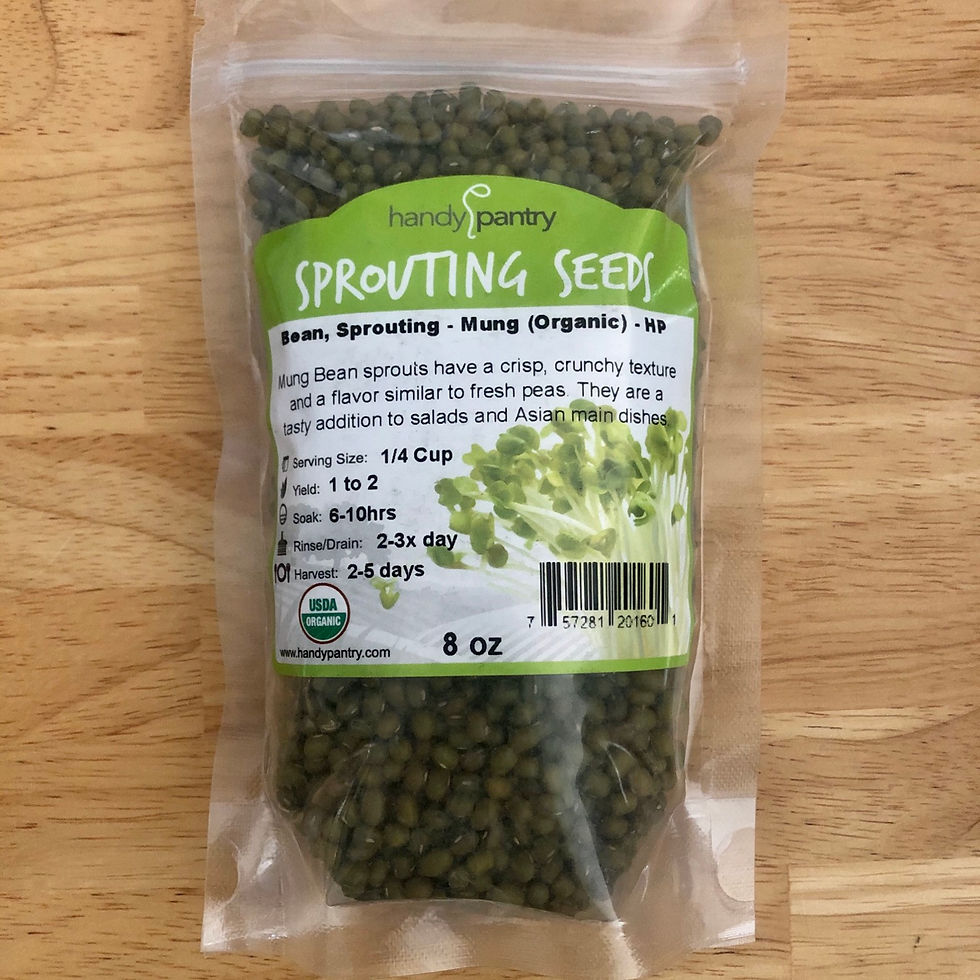 handy pantry
SPROUTING SEEDS
Bean, Sprouting - Mung (Organic) - HP
Mung Bean sprouts have a crisp, crunchy texture
and a flavor similar to fresh peas. They are a
tasty addition to salads and Asian main dishes.
Serving Size: 1/4 Cup
Yield: 1 to 2
Soak: 6-10hrs
Rinse/Drain: 2-3x day
Harvest: 2-5 days
USDA
ORGANIC
www.handypantry.com
8 oz
7 57281 20160 1